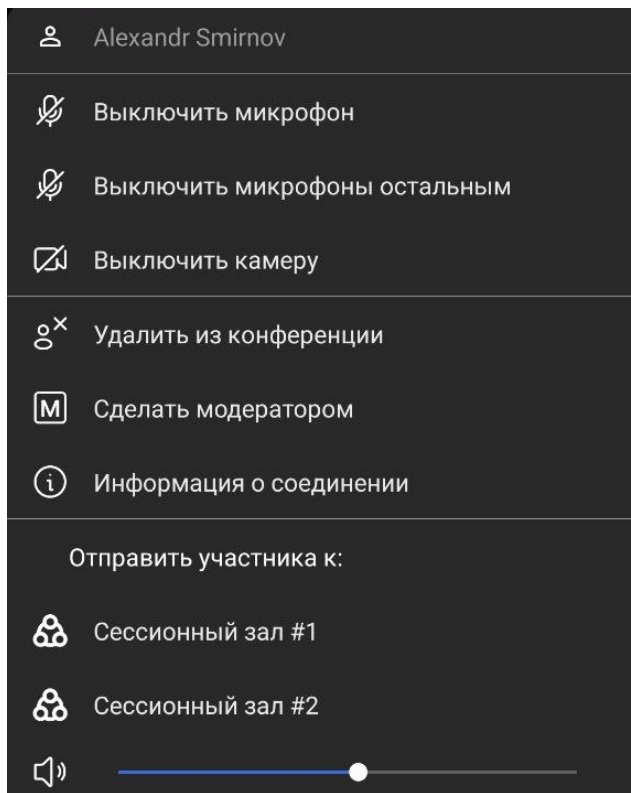 Alexandr Smirnov
Выключить микрофон
Выключить микрофоны остальным
Выключить камеру
Удалить из конференции
M Сделать модератором
i Информация о соединении
Отправить участника к:
Сессионный зал #1
Сессионный зал #2